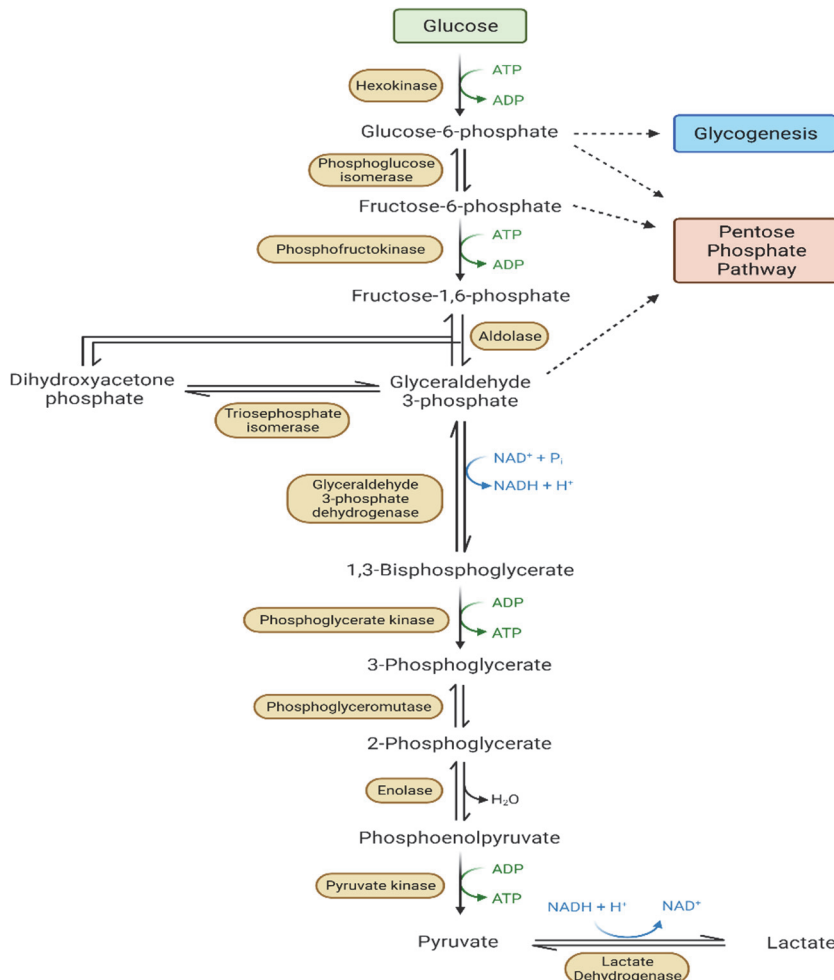 Glucose
Hexokinase
ATP
ADP
Glucose-6-phosphate
Glycogenesis
Phosphoglucose
isomerase
Fructose-6-phosphate
Pentose
Phosphate
Pathway
Phosphofructokinase
ATP
ADP
Fructose-1,6-phosphate
Aldolase
Dihydroxyacetone
phosphate
Glyceraldehyde
3-phosphate
Triosephosphate
isomerase
Glyceraldehyde
3-phosphate
dehydrogenase
NAD⁺ + Pᵢ
NADH + H⁺
1,3-Bisphosphoglycerate
Phosphoglycerate kinase
ADP
ATP
3-Phosphoglycerate
Phosphoglyceromutase
2-Phosphoglycerate
Enolase
H₂O
Phosphoenolpyruvate
Pyruvate kinase
ADP
ATP
NADH + H⁺
NAD⁺
Pyruvate
Lactate
Lactate
Dehydrogenase